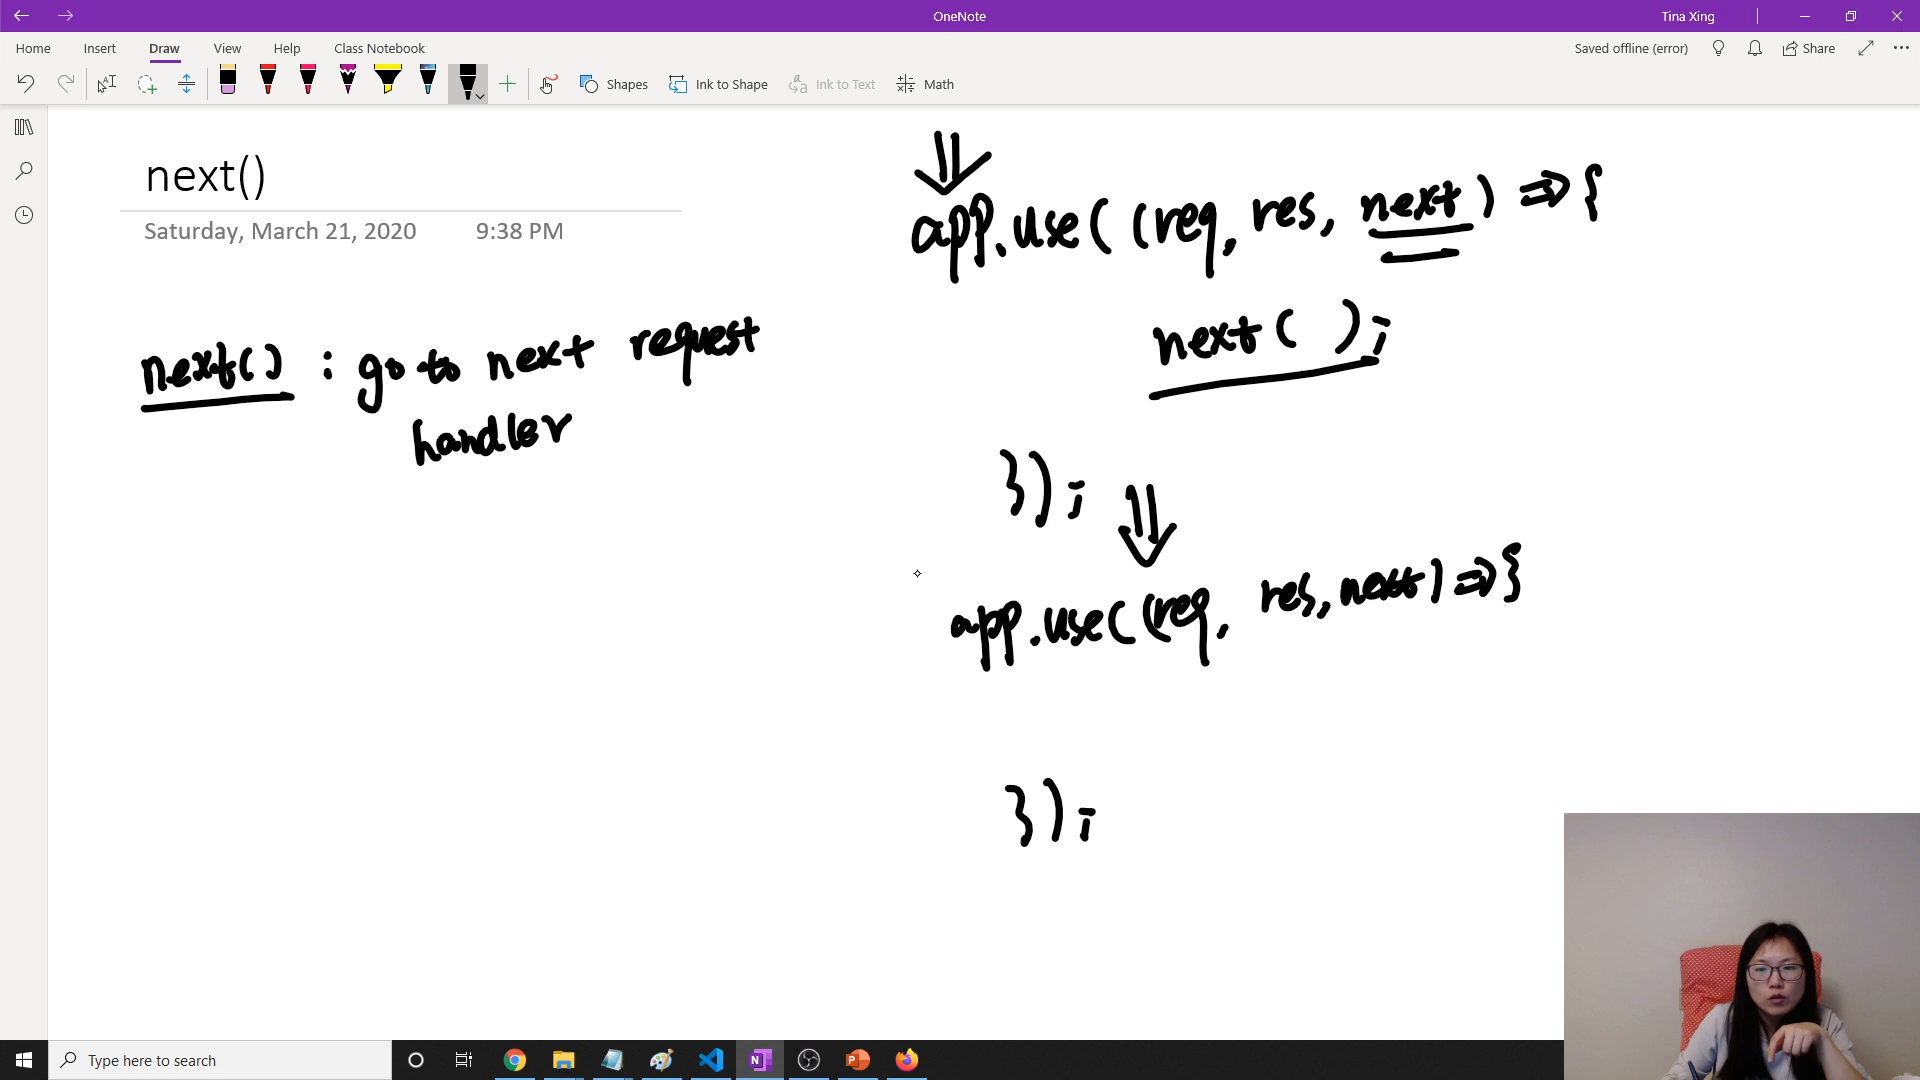 OneNote
Tina Xing
Home Insert Draw View Help Class Notebook
Saved offline (error)
Share
Shapes
Ink to Shape
Ink to Text
Math
next()
Saturday, March 21, 2020 9:38 PM
next() : go to next request
handler
app.use((req, res, next) => {
next( );
});
app.use((req, res, next) => {
});
Type here to search